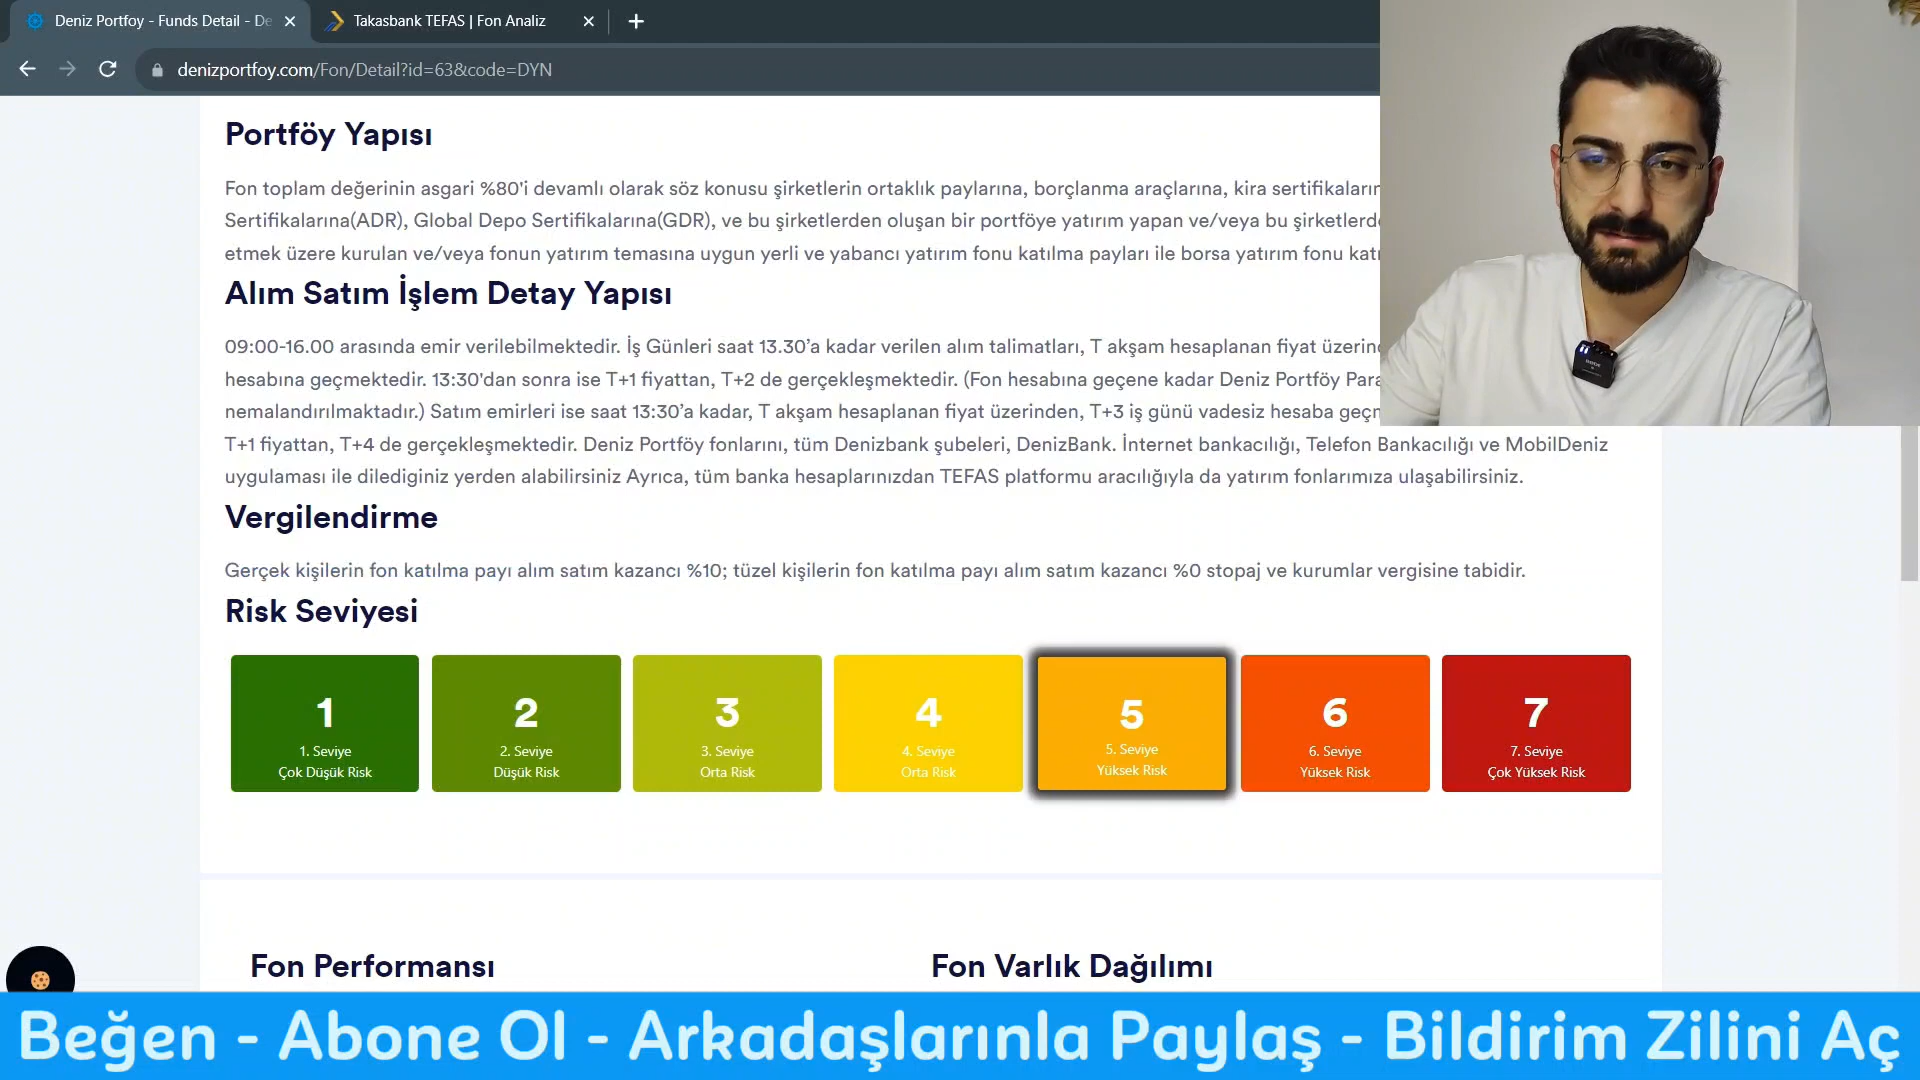 Deniz Portfoy - Funds Detail - De
Takasbank TEFAS | Fon Analiz
denizportfoy.com/Fon/Detail?id=63&code=DYN
Portföy Yapısı
Fon toplam değerinin asgari %80'i devamlı olarak söz konusu şirketlerin ortaklık paylarına, borçlanma araçlarına, kira
Sertifikalarına(ADR), Global Depo Sertifikalarına(GDR), ve bu şirketlerden oluşan bir portföye yatırım yapan ve/veya bu
etmek üzere kurulan ve/veya fonun yatırım temasına uygun yerli ve yabancı yatırım fonu katılma payları ile borsa yatırım fonu
Alım Satım İşlem Detay Yapısı
09:00-16.00 arasında emir verilebilmektedir. İş Günleri saat 13.30’a kadar verilen alım talimatları, T akşam hesaplanan fiyat
hesabına geçmektedir. 13:30'dan sonra ise T+1 fiyattan, T+2 de gerçekleşmektedir. (Fon hesabına geçene kadar Deniz Portföy Para
nemalandırılmaktadır.) Satım emirleri ise saat 13:30’a kadar, T akşam hesaplanan fiyat üzerinden, T+3 iş günü vadesiz hesaba
T+1 fiyattan, T+4 de gerçekleşmektedir. Deniz Portföy fonlarını, tüm Denizbank şubeleri, DenizBank. İnternet bankacılığı, Telefon Bankacılığı ve MobilDeniz
uygulaması ile dilediginiz yerden alabilirsiniz Ayrıca, tüm banka hesaplarınızdan TEFAS platformu aracılığıyla da yatırım fonlarımıza ulaşabilirsiniz.
Vergilendirme
Gerçek kişilerin fon katılma payı alım satım kazancı %10; tüzel kişilerin fon katılma payı alım satım kazancı %0 stopaj ve kurumlar vergisine tabidir.
Risk Seviyesi
1
1. Seviye
Çok Düşük Risk
2
2. Seviye
Düşük Risk
3
3. Seviye
Orta Risk
4
4. Seviye
Orta Risk
5
5. Seviye
Yüksek Risk
6
6. Seviye
Yüksek Risk
7
7. Seviye
Çok Yüksek Risk
Fon Performansı
Fon Varlık Dağılımı
Beğen - Abone Ol - Arkadaşlarınla Paylaş - Bildirim Zilini Aç